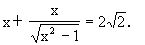 x + x/√(x² − 1) = 2√2.